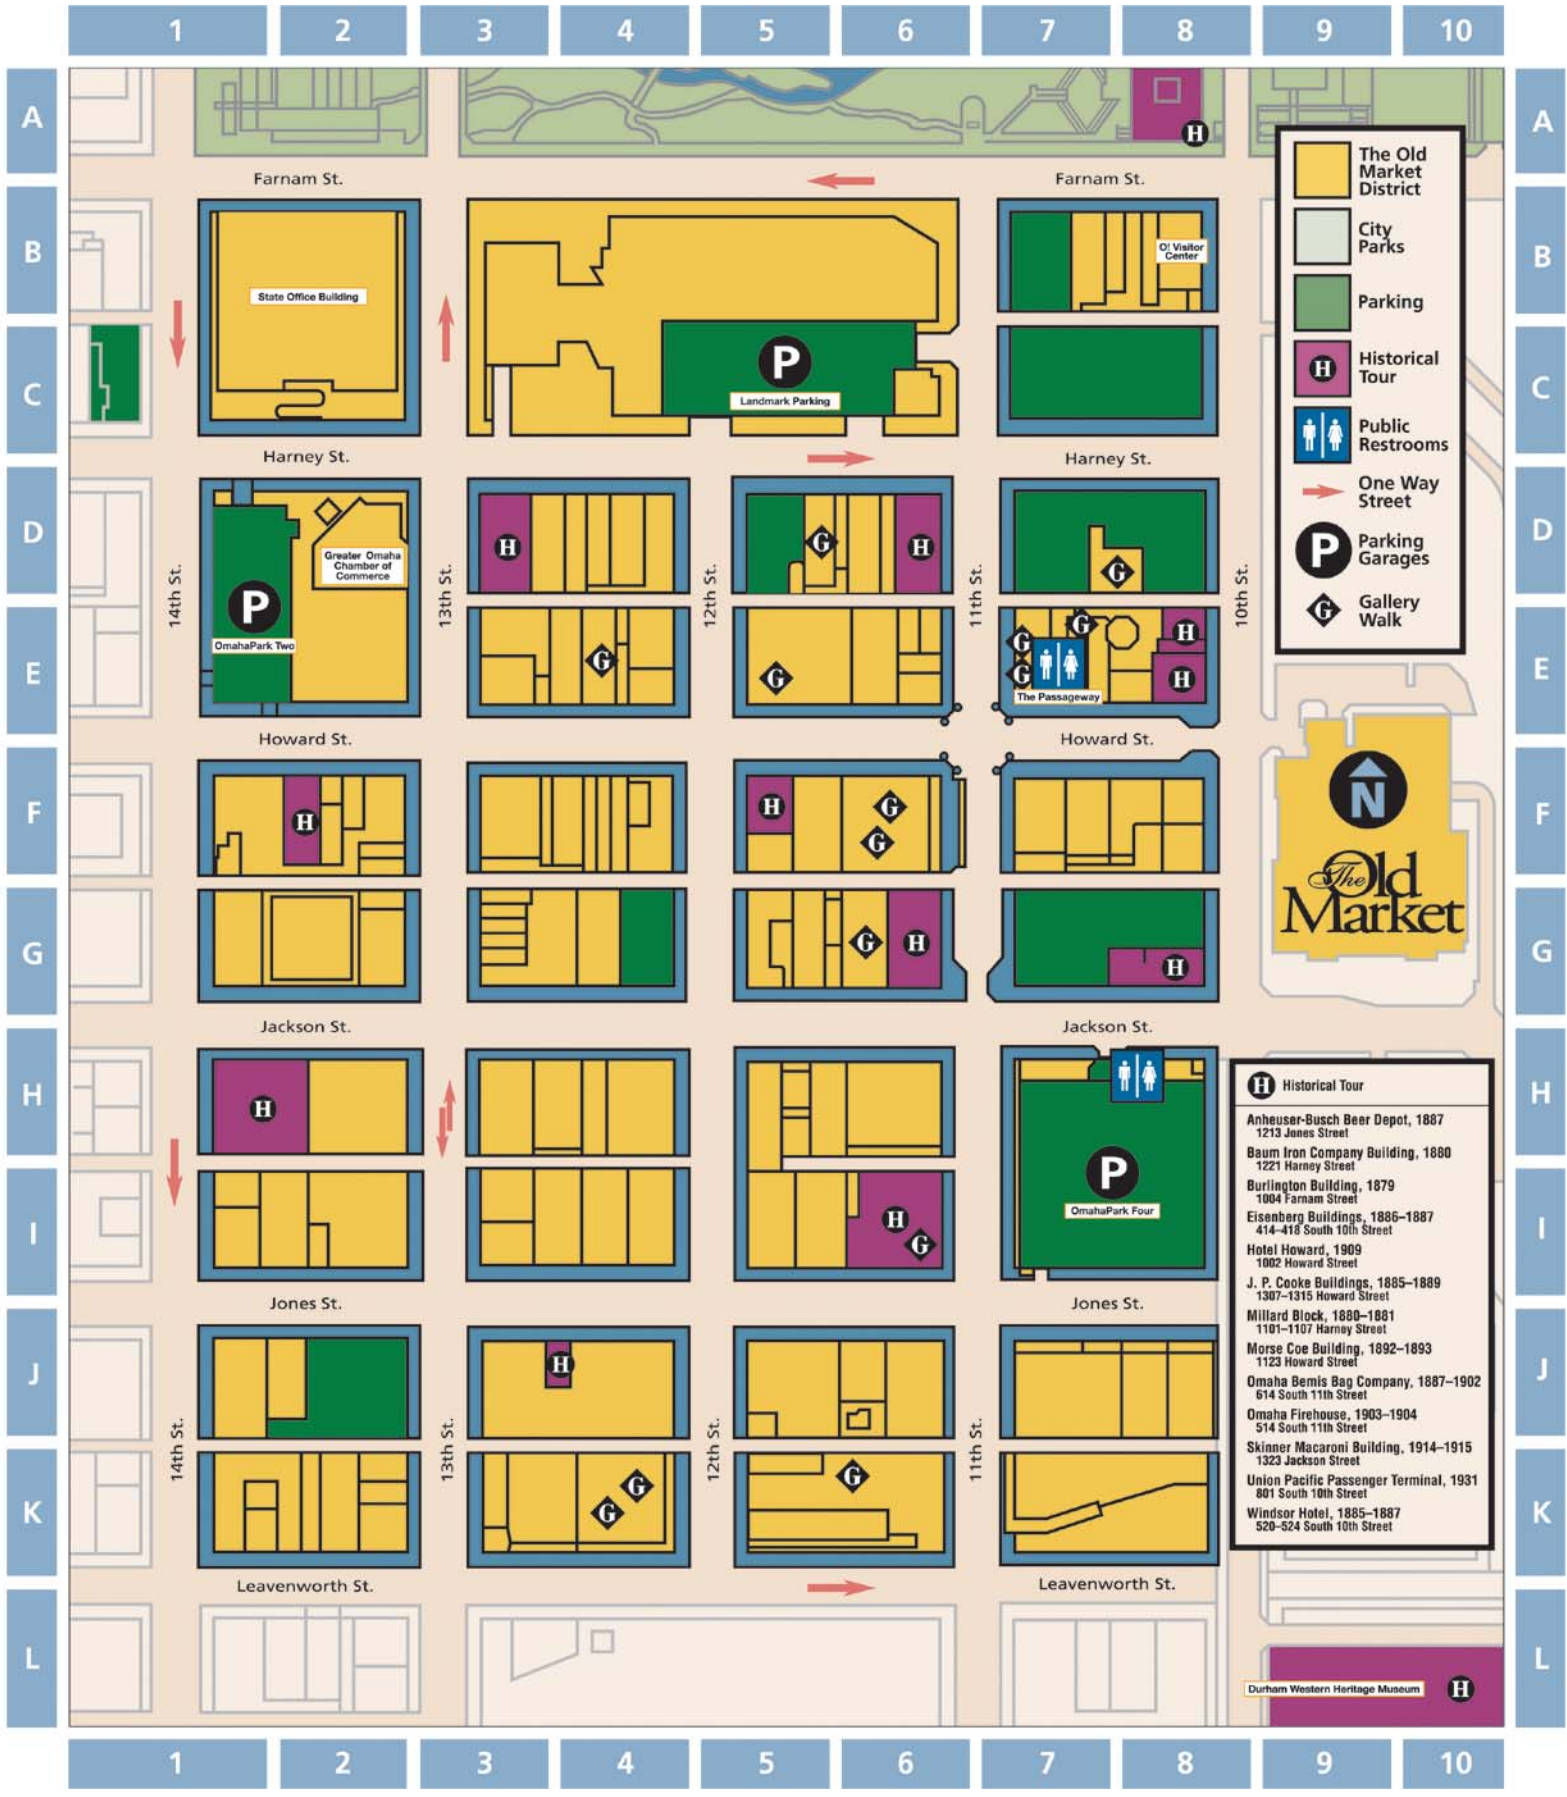 1 2 3 4 5 6 7 8 9 10
A A
Farnam St. Farnam St.
The Old
Market
District
B B
City
Parks
O! Visitor
Center
State Office Building
Parking
Historical
Tour
H
C C
P
Landmark Parking
Public
Restrooms
Harney St. Harney St.
One Way
Street
D D
H G H G
Greater Omaha
Chamber of
Commerce
P
Parking
Garages
14th St. 13th St. 12th St. 11th St. 10th St.
P
OmahaPark Two
G
Gallery
Walk
E E
G G G G G H
H
The Passageway
Howard St. Howard St.
F F
H H G
G
N
The Old
Market
G G
G H H
Jackson St. Jackson St.
H H
H
P
OmahaPark Four
I I
H
G
Jones St. Jones St.
J J
H
14th St. 13th St. 12th St. 11th St.
K K
G G G
Leavenworth St. Leavenworth St.
L L
H Historical Tour
Anheuser-Busch Beer Depot, 1887
1213 Jones Street
Baum Iron Company Building, 1880
1221 Harney Street
Burlington Building, 1879
1004 Farnam Street
Eisenberg Buildings, 1886–1887
414–418 South 10th Street
Hotel Howard, 1909
1002 Howard Street
J. P. Cooke Buildings, 1885–1889
1307–1315 Howard Street
Millard Block, 1880–1881
1101–1107 Harney Street
Morse Coe Building, 1892–1893
1123 Howard Street
Omaha Bemis Bag Company, 1887–1902
614 South 11th Street
Omaha Firehouse, 1903–1904
514 South 11th Street
Skinner Macaroni Building, 1914–1915
1323 Jackson Street
Union Pacific Passenger Terminal, 1931
801 South 10th Street
Windsor Hotel, 1885–1887
520–524 South 10th Street
Durham Western Heritage Museum H
1 2 3 4 5 6 7 8 9 10